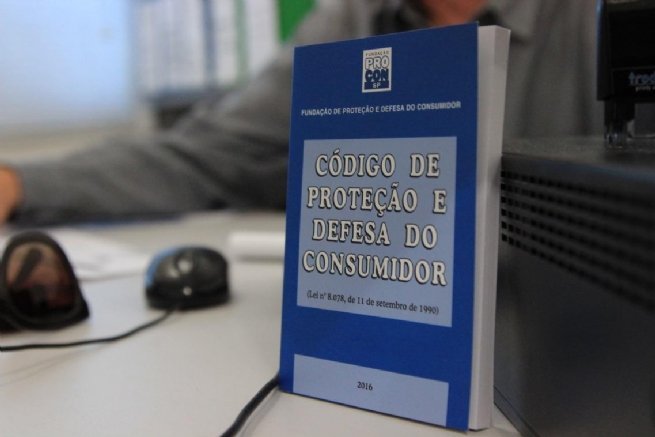 FUNDAÇÃO
PRO
CON
SP
FUNDAÇÃO DE PROTEÇÃO E DEFESA DO CONSUMIDOR
CÓDIGO DE
PROTEÇÃO E
DEFESA DO
CONSUMIDOR
(Lei nº 8.078, de 11 de setembro de 1990)
2016